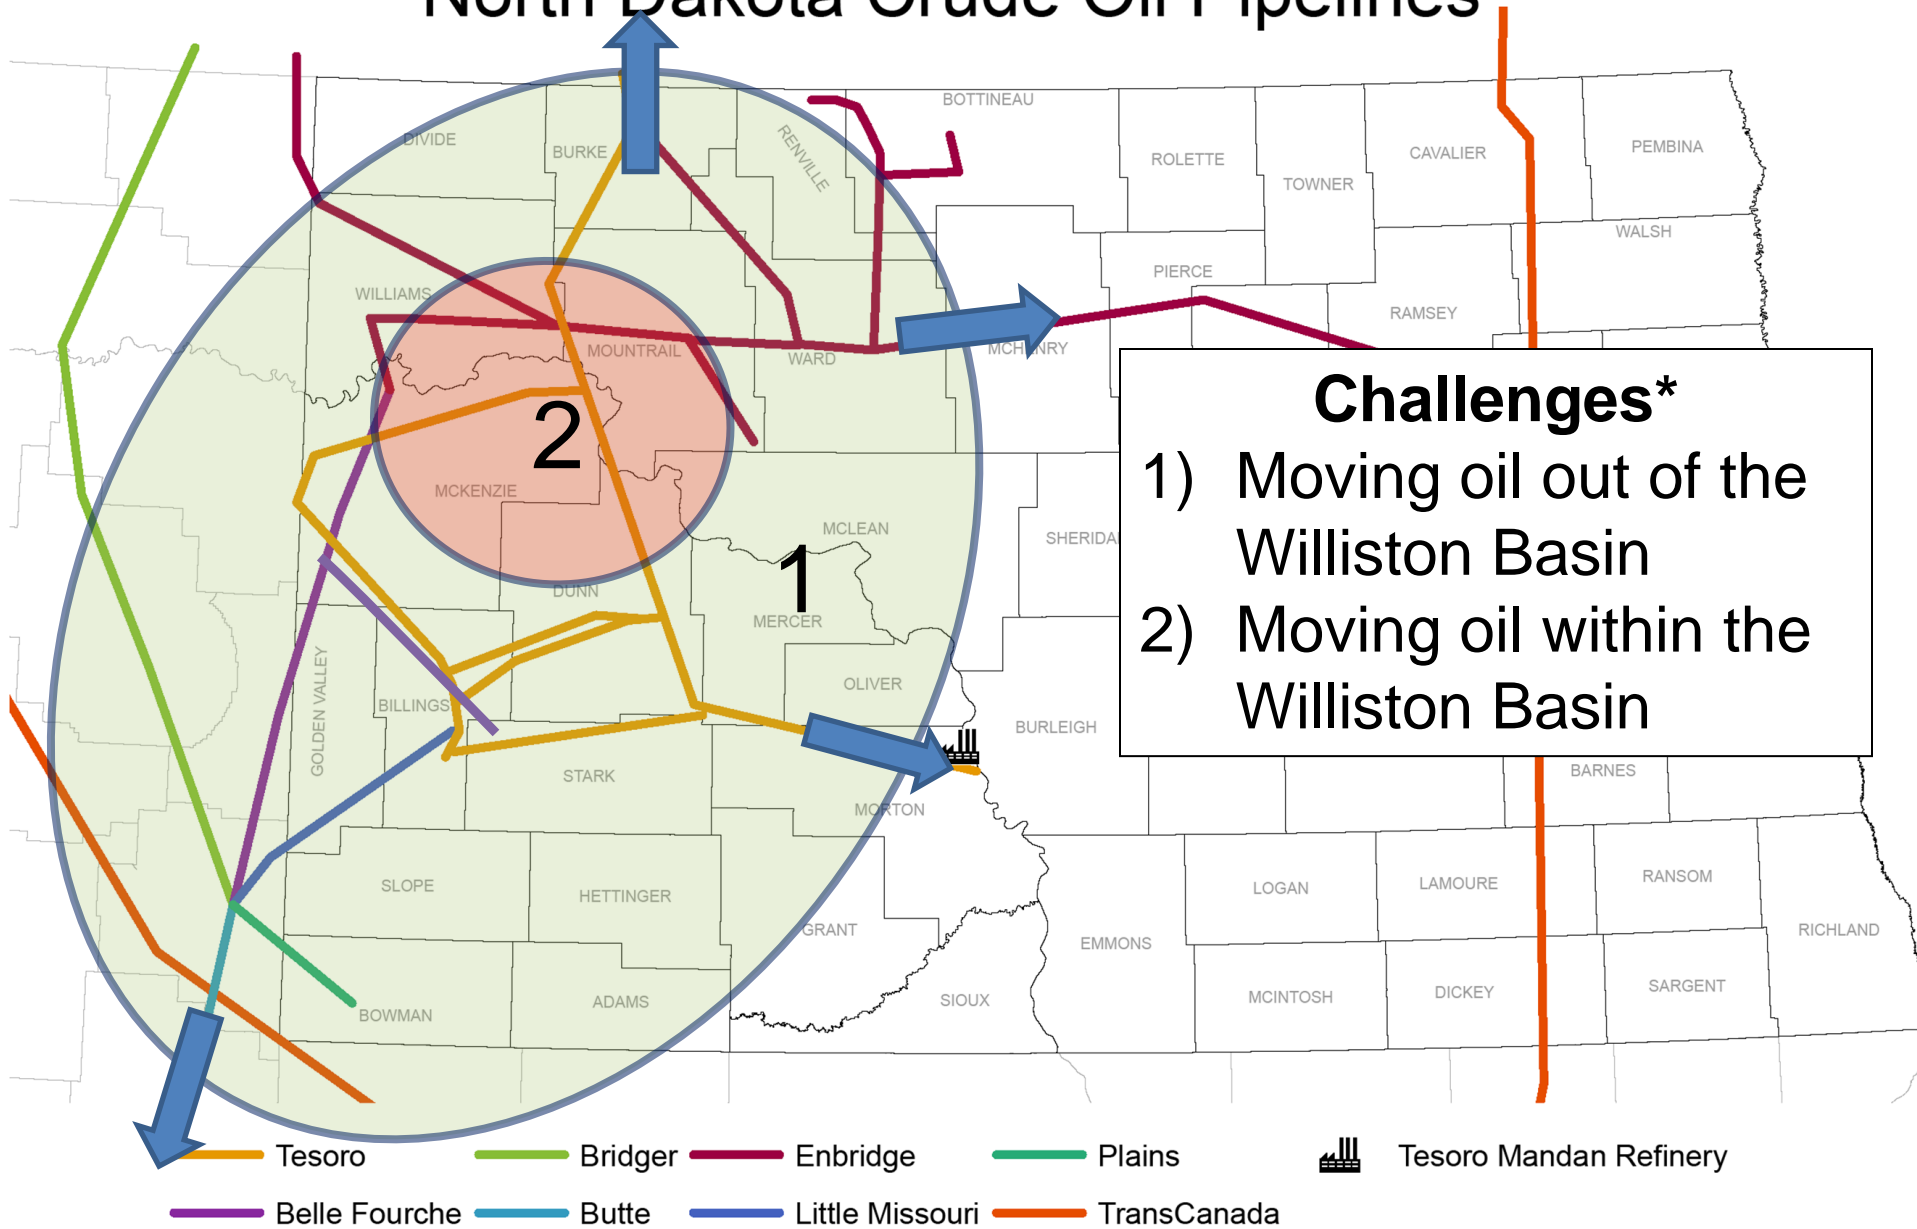 North Dakota Crude Oil Pipelines
BOTTINEAU
DIVIDE
BURKE
RENVILLE
ROLETTE
TOWNER
CAVALIER
PEMBINA
WALSH
PIERCE
WILLIAMS
RAMSEY
MOUNTRAIL
WARD
MCHENRY
Challenges*
1) Moving oil out of the
Williston Basin
2) Moving oil within the
Williston Basin
2
MCKENZIE
MCLEAN
SHERIDA
1
DUNN
MERCER
GOLDEN VALLEY
BILLINGS
OLIVER
BURLEIGH
STARK
BARNES
MORTON
SLOPE
HETTINGER
LOGAN
LAMOURE
RANSOM
GRANT
EMMONS
RICHLAND
BOWMAN
ADAMS
SIOUX
MCINTOSH
DICKEY
SARGENT
Tesoro
Bridger
Enbridge
Plains
Tesoro Mandan Refinery
Belle Fourche
Butte
Little Missouri
TransCanada